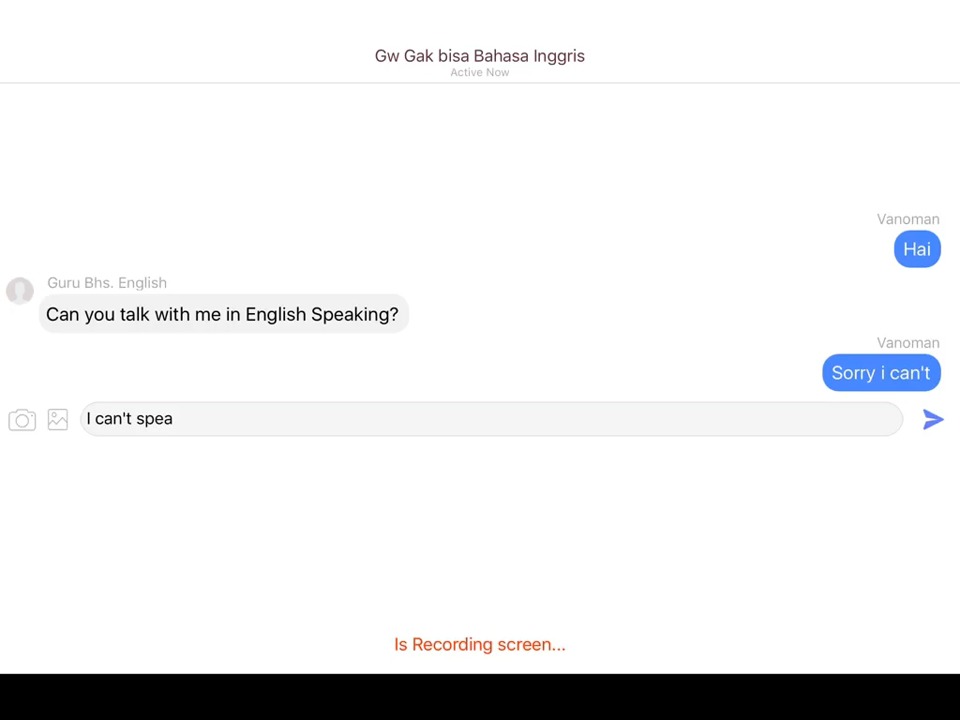 Gw Gak bisa Bahasa Inggris
Active Now
Vanoman
Hai
Guru Bhs. English
Can you talk with me in English Speaking?
Vanoman
Sorry i can't
I can't spea
Is Recording screen...